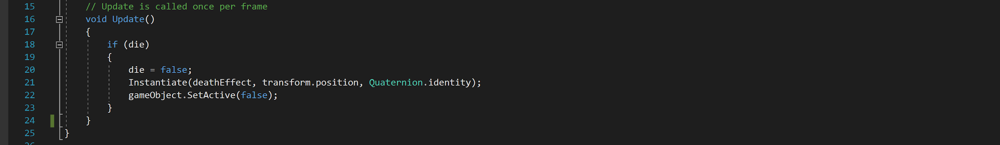 15 // Update is called once per frame
16 void Update()
17 {
18 if (die)
19 {
20 die = false;
21 Instantiate(deathEffect, transform.position, Quaternion.identity);
22 gameObject.SetActive(false);
23 }
24 }
25 }